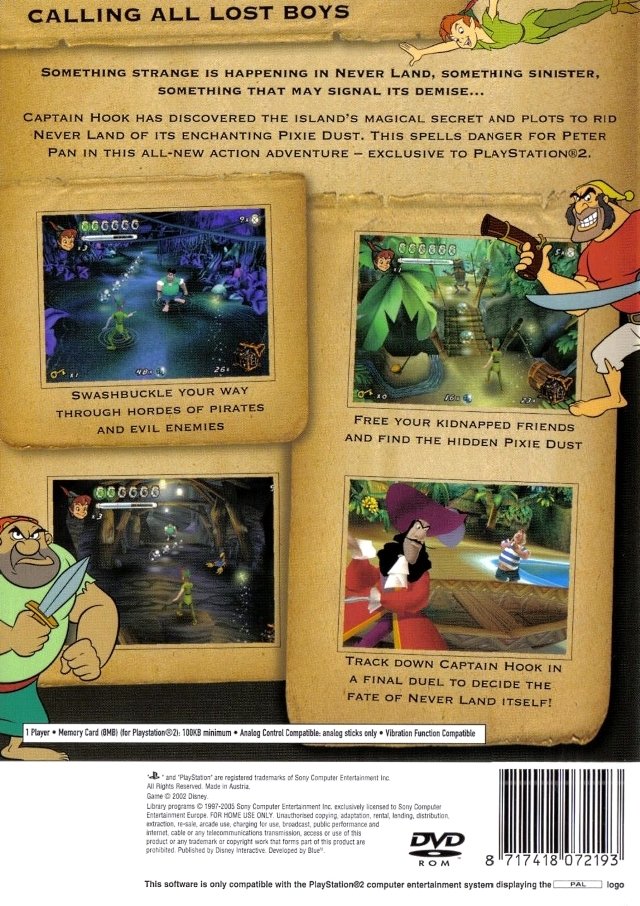 CALLING ALL LOST BOYS
SOMETHING STRANGE IS HAPPENING IN NEVER LAND, SOMETHING SINISTER,
SOMETHING THAT MAY SIGNAL ITS DEMISE...
CAPTAIN HOOK HAS DISCOVERED THE ISLAND'S MAGICAL SECRET AND PLOTS TO RID
NEVER LAND OF ITS ENCHANTING PIXIE DUST. THIS SPELLS DANGER FOR PETER
PAN IN THIS ALL-NEW ACTION ADVENTURE – EXCLUSIVE TO PLAYSTATION®2.
SWASHBUCKLE YOUR WAY
THROUGH HORDES OF PIRATES
AND EVIL ENEMIES
FREE YOUR KIDNAPPED FRIENDS
AND FIND THE HIDDEN PIXIE DUST
TRACK DOWN CAPTAIN HOOK IN
A FINAL DUEL TO DECIDE THE
FATE OF NEVER LAND ITSELF!
1 Player • Memory Card (8MB) (for Playstation®2): 100KB minimum • Analog Control Compatible: analog sticks only • Vibration Function Compatible
" and "PlayStation" are registered trademarks of Sony Computer Entertainment Inc.
All Rights Reserved. Made in Austria.
Game © 2002 Disney.
Library programs © 1997-2005 Sony Computer Entertainment Inc. exclusively licensed to Sony Computer
Entertainment Europe. FOR HOME USE ONLY. Unauthorised copying, adaptation, rental, lending, distribution,
extraction, re-sale, arcade use, charging for use, broadcast, public performance and
internet, cable or any telecommunications transmission, access or use of this
product or any trademark or copyright work that forms part of this product are
prohibited. Published by Disney Interactive. Developed by Blue
DVD
ROM
8 717418 072193
This software is only compatible with the PlayStation®2 computer entertainment system displaying the PAL logo